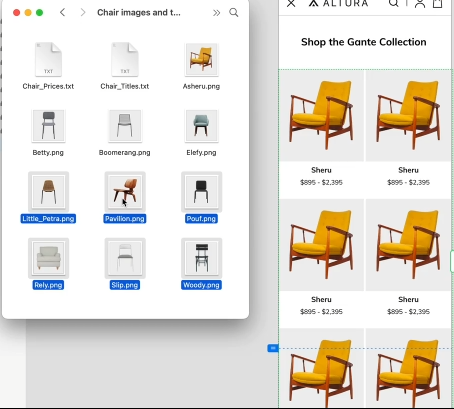 Chair images and t...
TXT
TXT
Chair_Prices.txt
Chair_Titles.txt
Asheru.png
Betty.png
Boomerang.png
Elefy.png
Little_Petra.png
Pavilion.png
Pouf.png
Rely.png
Slip.png
Woody.png
ALTURA
Shop the Gante Collection
Sheru
$895 - $2,395
Sheru
$895 - $2,395
Sheru
$895 - $2,395
Sheru
$895 - $2,395